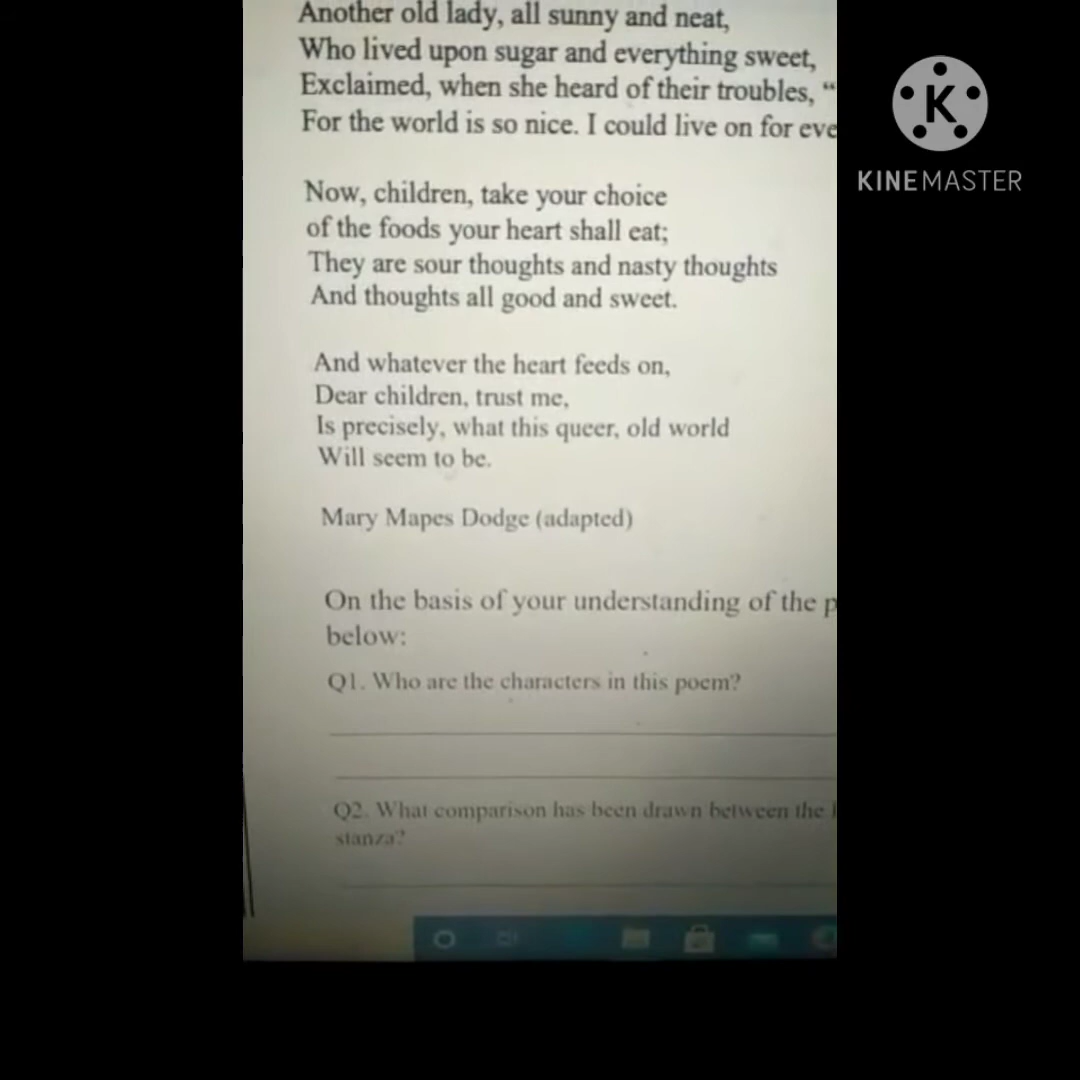 Another old lady, all sunny and neat,
Who lived upon sugar and everything sweet,
Exclaimed, when she heard of their troubles, "
For the world is so nice. I could live on for eve
Now, children, take your choice
of the foods your heart shall eat;
They are sour thoughts and nasty thoughts
And thoughts all good and sweet.
And whatever the heart feeds on,
Dear children, trust me,
Is precisely, what this queer, old world
Will seem to be.
Mary Mapes Dodge (adapted)
On the basis of your understanding of the p
below:
Q1. Who are the characters in this poem?
Q2. What comparison has been drawn between the
stanza?
K
KINEMASTER